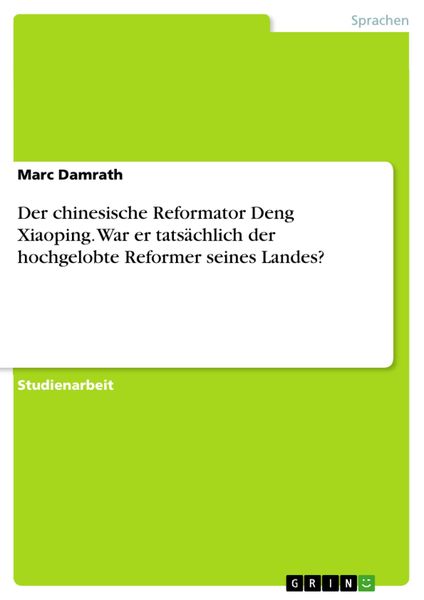 Sprachen
Marc Damrath
Der chinesische Reformator Deng
Xiaoping. War er tatsächlich der
hochgelobte Reformer seines Landes?
Studienarbeit
GRIN